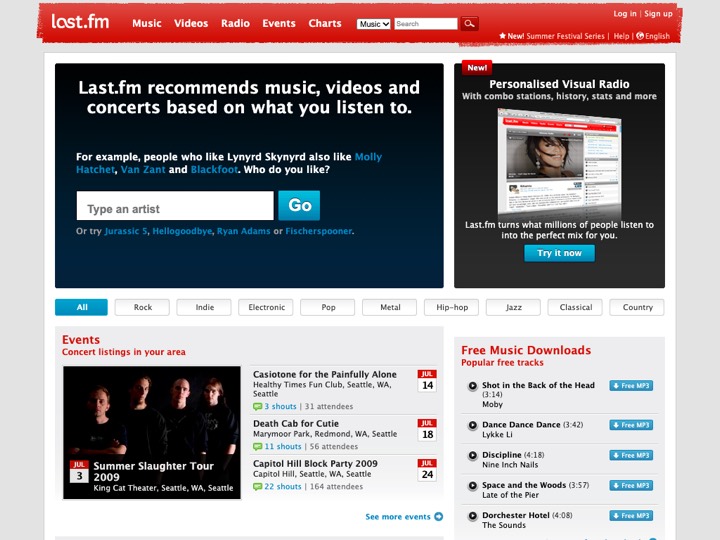 last.fm
Music Videos Radio Events Charts
Music
Search
Log in | Sign up
New! Summer Festival Series | Help | English
Last.fm recommends music, videos and
concerts based on what you listen to.
For example, people who like Lynyrd Skynyrd also like Molly
Hatchet, Van Zant and Blackfoot. Who do you like?
Type an artist
Go
Or try Jurassic 5, Hellogoodbye, Ryan Adams or Fischerspooner.
New!
Personalised Visual Radio
With combo stations, history, stats and more
Last.fm turns what millions of people listen to
into the perfect mix for you.
Try it now
All Rock Indie Electronic Pop Metal Hip-hop Jazz Classical Country
Events
Concert listings in your area
JUL
3
Summer Slaughter Tour
2009
King Cat Theater, Seattle, WA, Seattle
Casiotone for the Painfully Alone
Healthy Times Fun Club, Seattle, WA,
Seattle
3 shouts | 31 attendees
JUL
14
Death Cab for Cutie
Marymoor Park, Redmond, WA, Seattle
11 shouts | 56 attendees
JUL
18
Capitol Hill Block Party 2009
Capitol Hill, Seattle, WA, Seattle
22 shouts | 164 attendees
JUL
24
See more events
Free Music Downloads
Popular free tracks
Shot in the Back of the Head
(3:14)
Moby
Free MP3
Dance Dance Dance (3:42)
Lykke Li
Free MP3
Discipline (4:18)
Nine Inch Nails
Free MP3
Space and the Woods (3:57)
Late of the Pier
Free MP3
Dorchester Hotel (4:08)
The Sounds
Free MP3